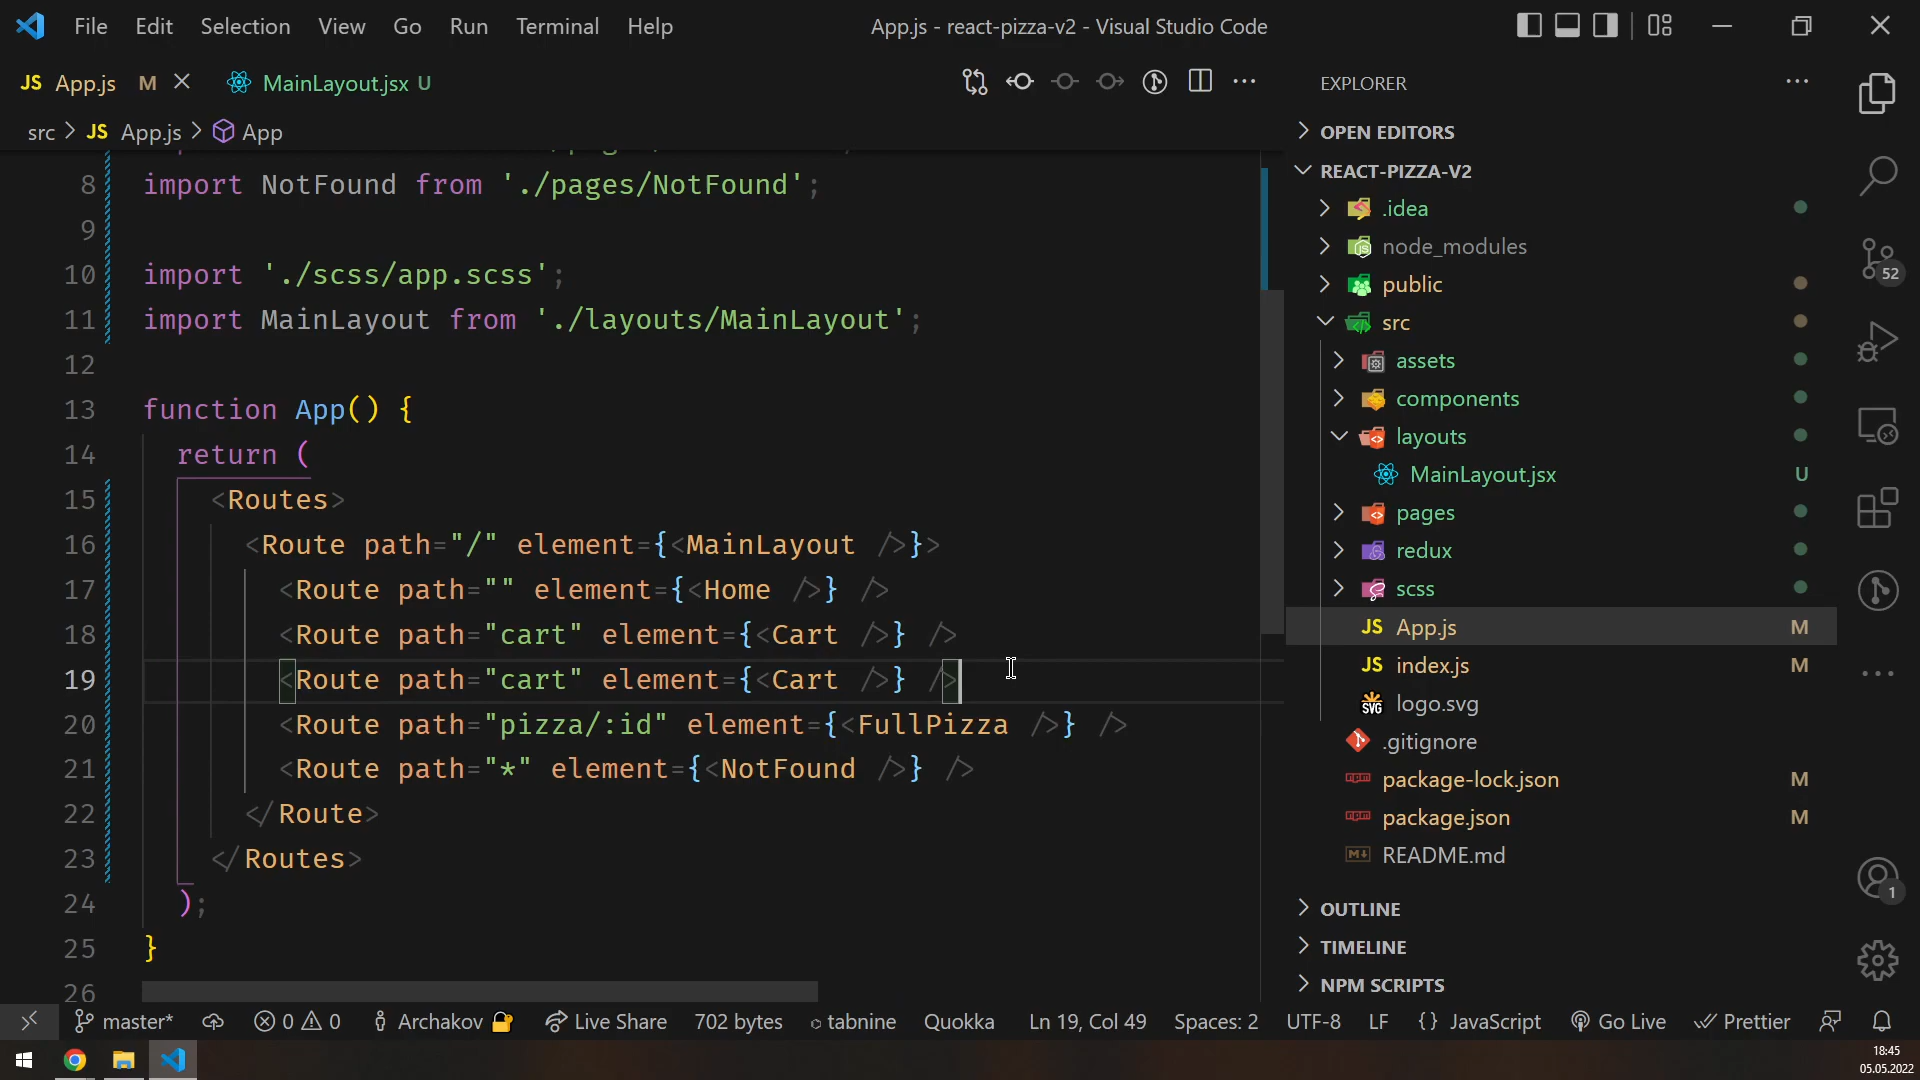 File Edit Selection View Go Run Terminal Help
App.js - react-pizza-v2 - Visual Studio Code
JS App.js M
MainLayout.jsx U
src > JS App.js > App
8 import NotFound from './pages/NotFound';
9
10 import './scss/app.scss';
11 import MainLayout from './layouts/MainLayout';
12
13 function App() {
14 return (
15 <Routes>
16 <Route path="/" element={<MainLayout />}>
17 <Route path="" element={<Home />} />
18 <Route path="cart" element={<Cart />} />
19 <Route path="cart" element={<Cart />} />
20 <Route path="pizza/:id" element={<FullPizza />} />
21 <Route path="*" element={<NotFound />} />
22 </Route>
23 </Routes>
24 );
25 }
26
EXPLORER
OPEN EDITORS
REACT-PIZZA-V2
.idea
node_modules
public
src
assets
components
layouts
MainLayout.jsx U
pages
redux
scss
JS App.js M
JS index.js M
SVG logo.svg
.gitignore
package-lock.json M
package.json M
README.md
OUTLINE
TIMELINE
NPM SCRIPTS
52
1
master* 0 0 Archakov Live Share 702 bytes tabnine Quokka Ln 19, Col 49 Spaces: 2 UTF-8 LF {} JavaScript Go Live Prettier
18:45
05.05.2022